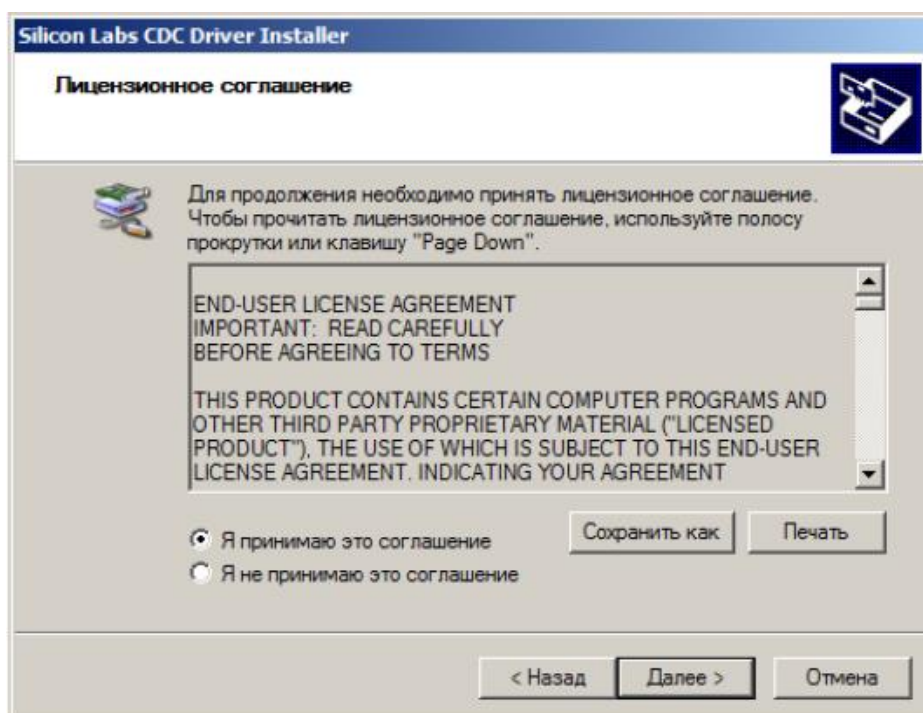 Silicon Labs CDC Driver Installer
Лицензионное соглашение
Для продолжения необходимо принять лицензионное соглашение.
Чтобы прочитать лицензионное соглашение, используйте полосу
прокрутки или клавишу "Page Down".
END-USER LICENSE AGREEMENT
IMPORTANT: READ CAREFULLY
BEFORE AGREEING TO TERMS
THIS PRODUCT CONTAINS CERTAIN COMPUTER PROGRAMS AND
OTHER THIRD PARTY PROPRIETARY MATERIAL ("LICENSED
PRODUCT"), THE USE OF WHICH IS SUBJECT TO THIS END-USER
LICENSE AGREEMENT. INDICATING YOUR AGREEMENT
Я принимаю это соглашение
Сохранить как
Печать
Я не принимаю это соглашение
< Назад
Далее >
Отмена